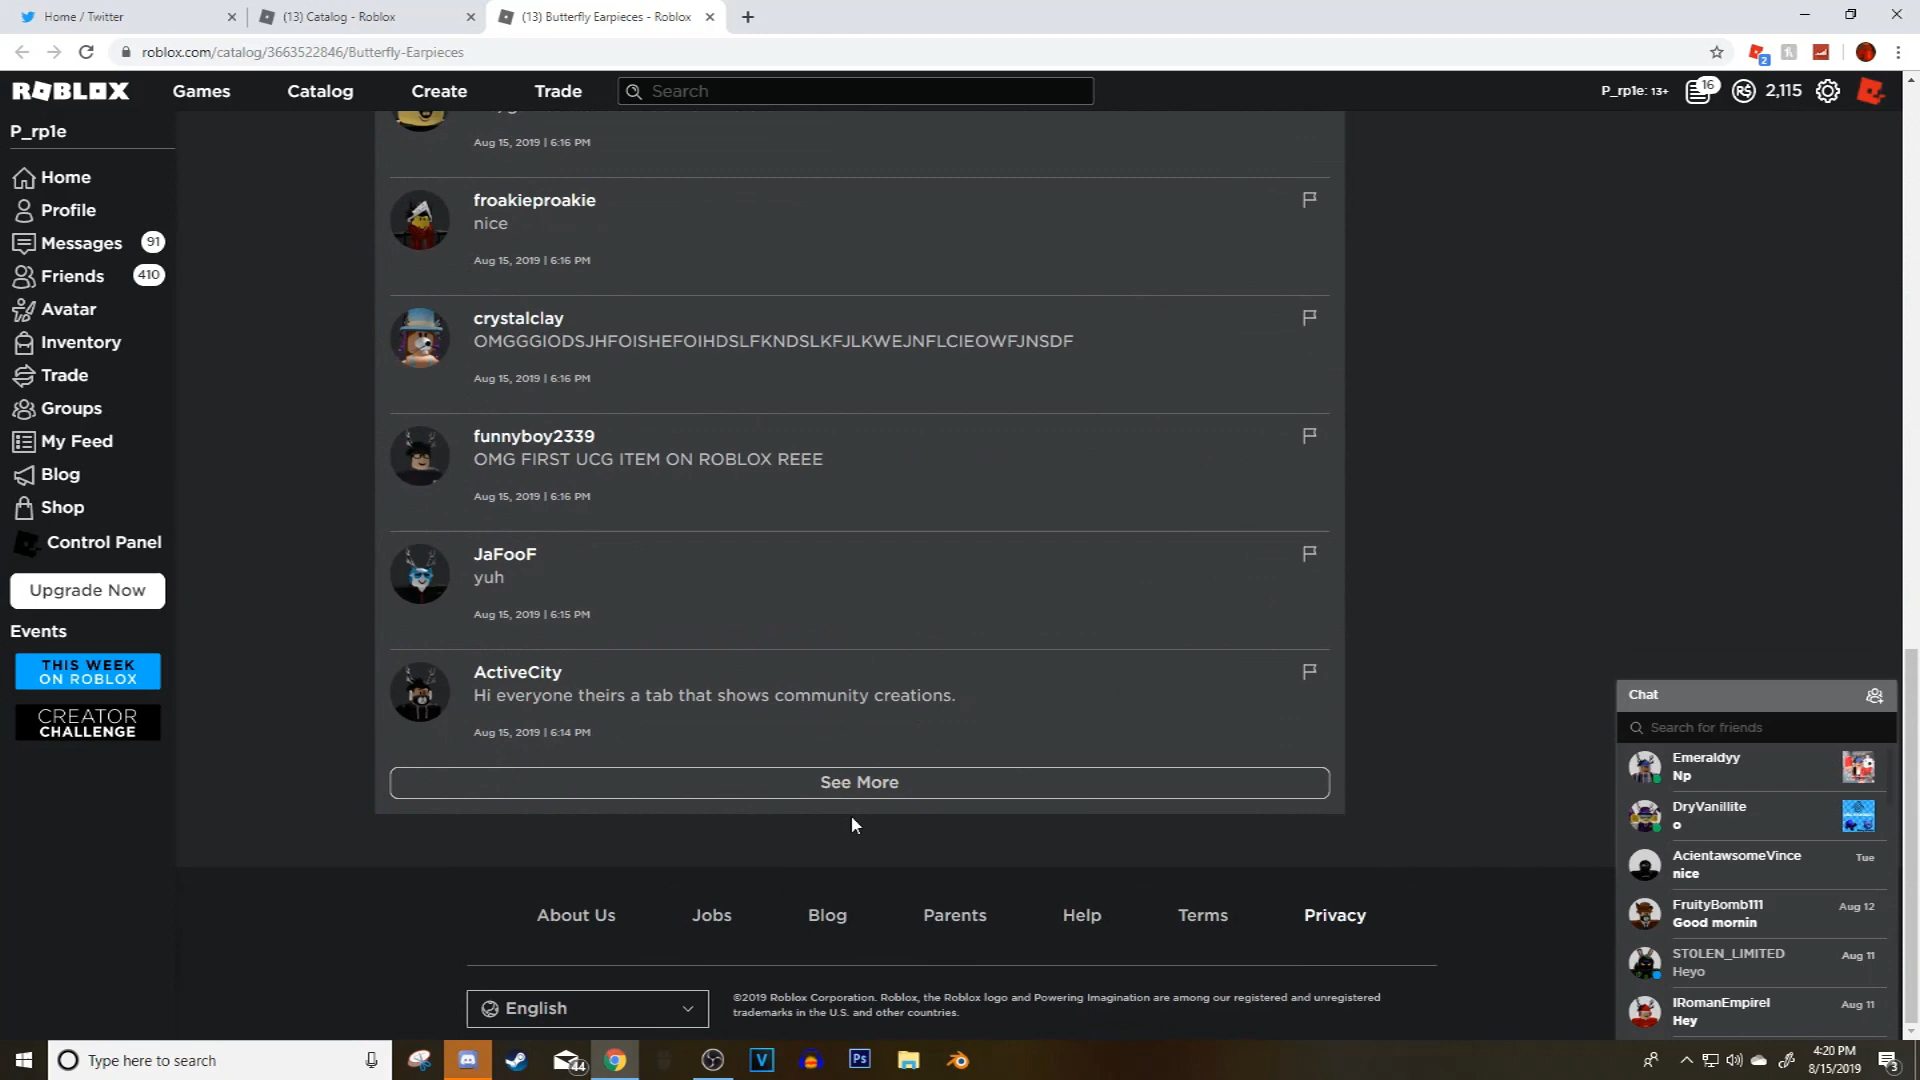 Home / Twitter
(13) Catalog - Roblox
(13) Butterfly Earpieces - Roblox
roblox.com/catalog/3663522846/Butterfly-Earpieces
2
ROBLOX
Games
Catalog
Create
Trade
Search
P_rp1e: 13+
16
R$
2,115
P_rp1e
Home
Profile
Messages
91
Friends
410
Avatar
Inventory
Trade
Groups
My Feed
Blog
Shop
Control Panel
Upgrade Now
Events
THIS WEEK
ON ROBLOX
CREATOR
CHALLENGE
Aug 15, 2019 | 6:16 PM
froakieproakie
nice
Aug 15, 2019 | 6:16 PM
crystalclay
OMGGGIODSJHFOISHEFOIHDSLFKNDSLKFJLKWEJNFLCIEOWFJNSDF
Aug 15, 2019 | 6:16 PM
funnyboy2339
OMG FIRST UCG ITEM ON ROBLOX REEE
Aug 15, 2019 | 6:16 PM
JaFooF
yuh
Aug 15, 2019 | 6:15 PM
ActiveCity
Hi everyone theirs a tab that shows community creations.
Aug 15, 2019 | 6:14 PM
See More
About Us
Jobs
Blog
Parents
Help
Terms
Privacy
English
©2019 Roblox Corporation. Roblox, the Roblox logo and Powering Imagination are among our registered and unregistered
trademarks in the U.S. and other countries.
Chat
Search for friends
Emeraldyy
Np
DryVanillite
o
AcientawsomeVince
Tue
nice
FruityBomb111
Aug 12
Good mornin
STOLEN_LIMITED
Aug 11
Heyo
IRomanEmpireI
Aug 11
Hey
Type here to search
44
V
Ps
4:20 PM
8/15/2019
3